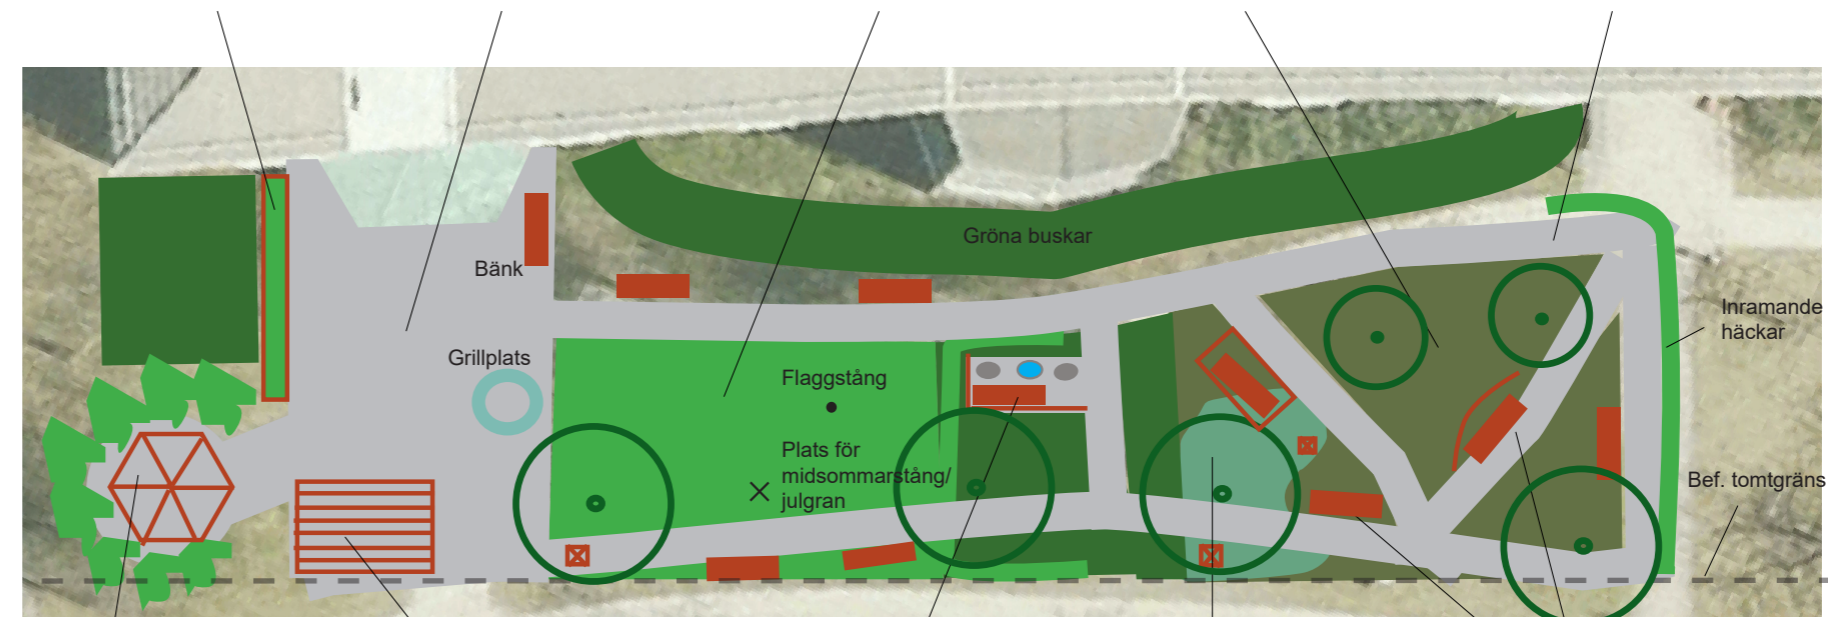 Gröna buskar
Bänk
Inramande
häckar
Grillplats
Flaggstång
Plats för
midsommarstång/
julgran
Bef. tomtgräns